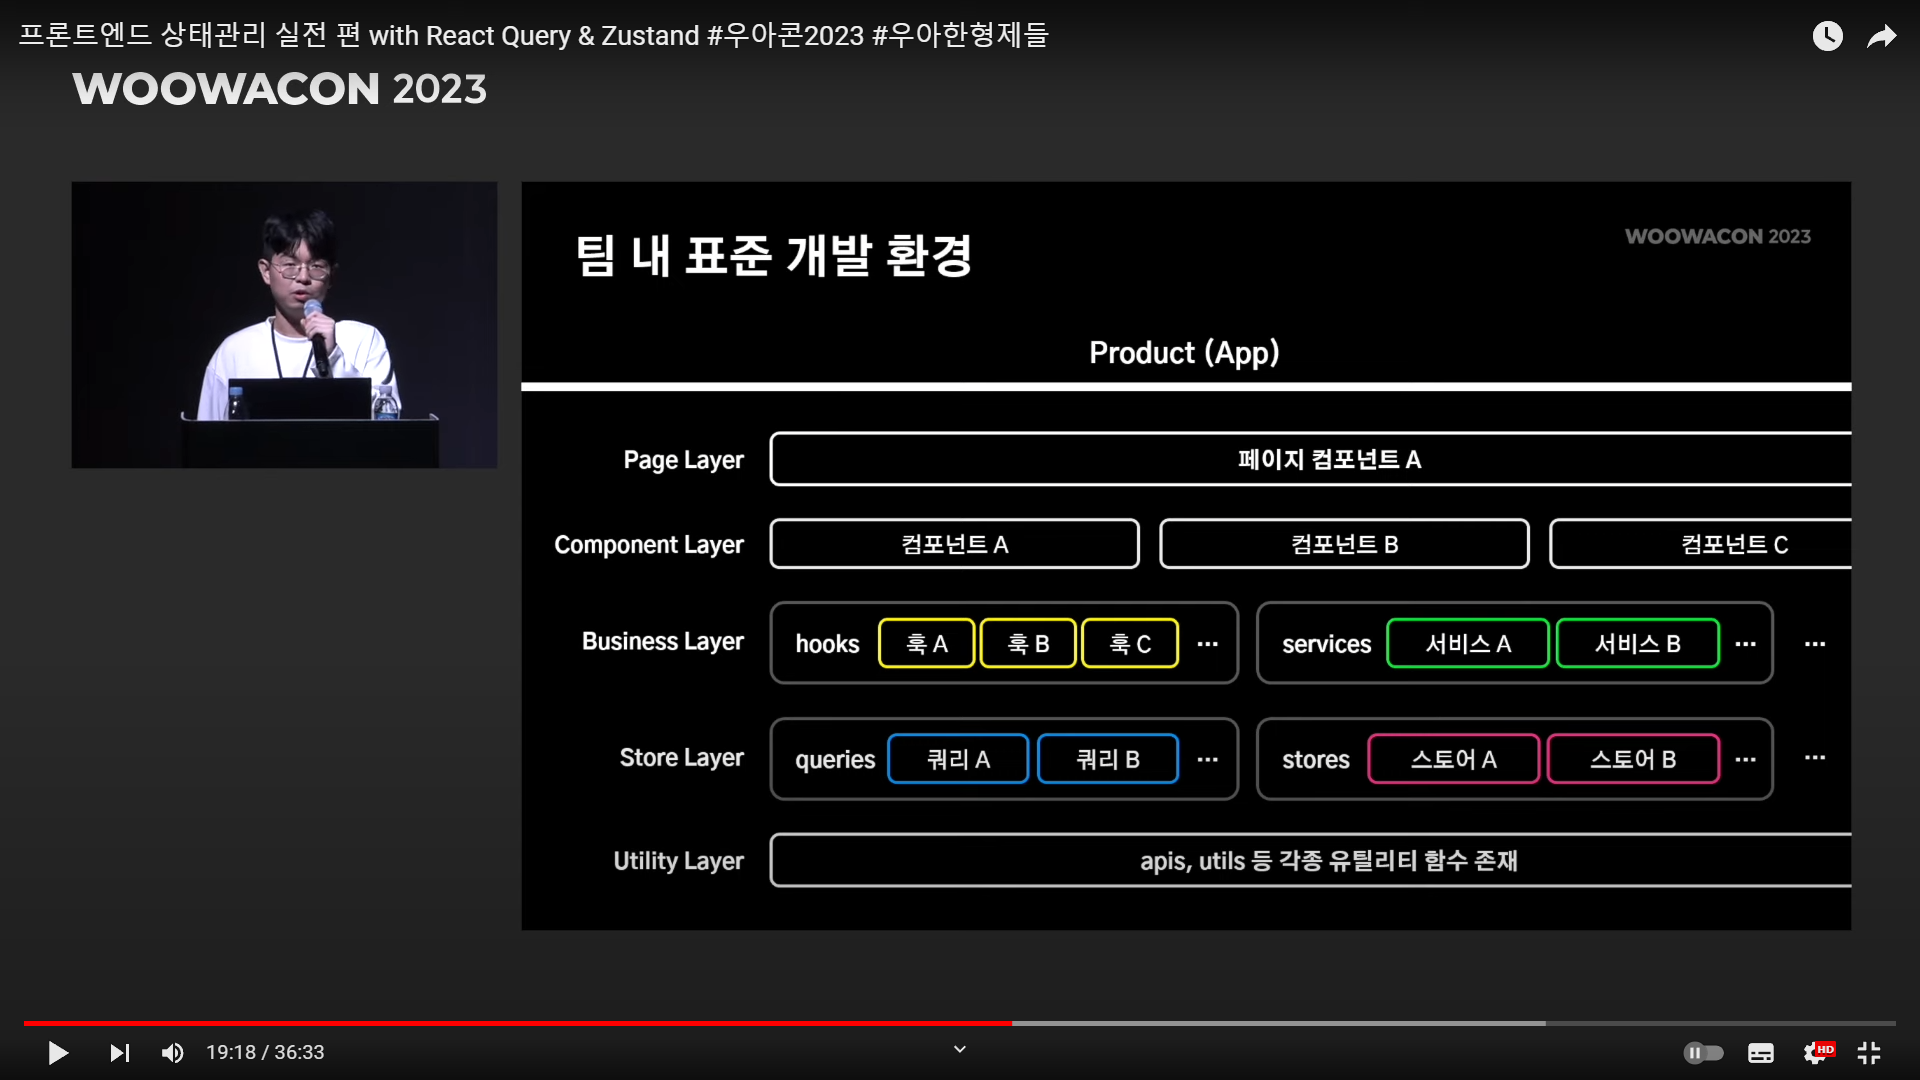 프론트엔드 상태관리 실전 편 with React Query & Zustand #우아콘2023 #우아한형제들
WOOWACON 2023
팀 내 표준 개발 환경
WOOWACON 2023
Product (App)
Page Layer
페이지 컴포넌트 A
Component Layer
컴포넌트 A
컴포넌트 B
컴포넌트 C
Business Layer
hooks 훅 A 훅 B 훅 C ...
services 서비스 A 서비스 B ... ...
Store Layer
queries 쿼리 A 쿼리 B ...
stores 스토어 A 스토어 B ... ...
Utility Layer
apis, utils 등 각종 유틸리티 함수 존재
19:18 / 36:33
HD